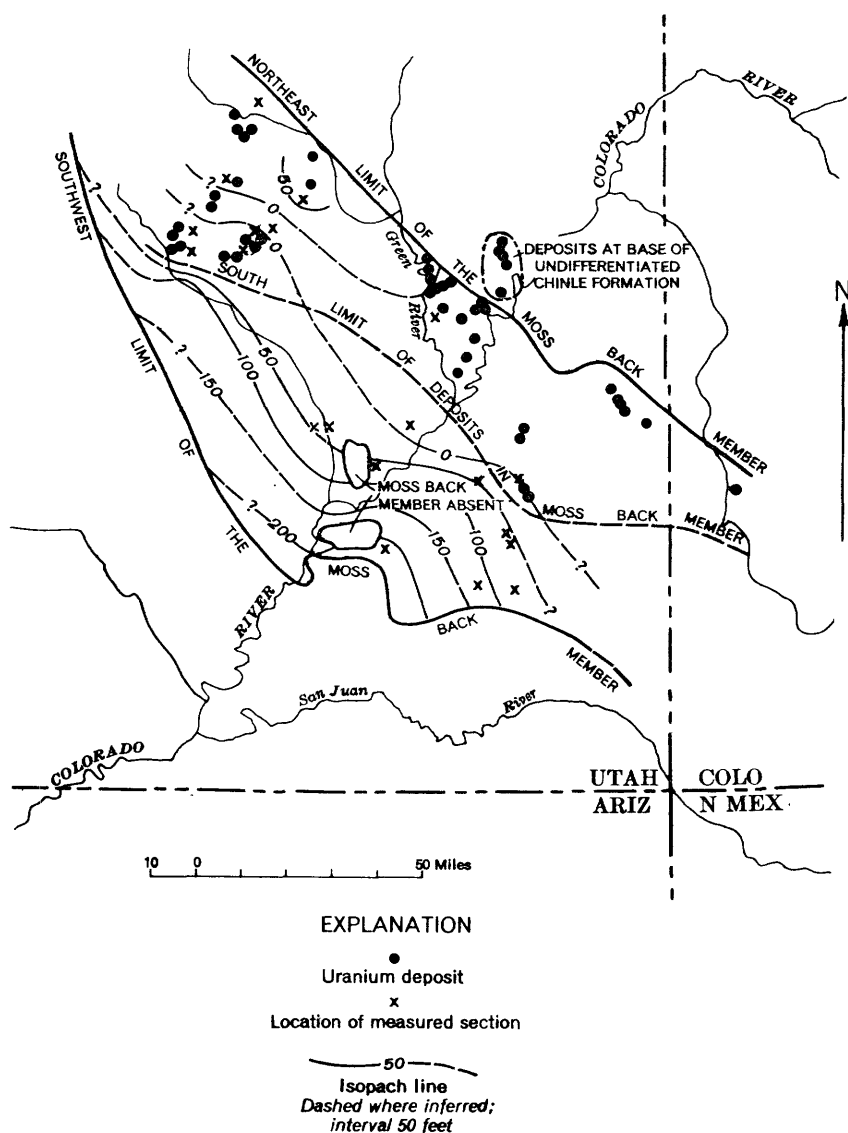 NORTHEAST
LIMIT
OF
THE
MOSS
BACK
MEMBER
COLORADO
RIVER
SOUTHWEST
LIMIT
OF
THE
MOSS
BACK
MEMBER
?
?
?
0
50
Green
River
DEPOSITS AT BASE OF
UNDIFFERENTIATED
CHINLE FORMATION
N
0
SOUTH
LIMIT
OF
DEPOSITS
IN
MOSS
BACK
MEMBER
50
100
?
150
0
MOSS BACK
MEMBER ABSENT
?
200
150
100
?
?
RIVER
San Juan
River
COLORADO
UTAH
COLO
ARIZ
N MEX
10 0 50 Miles
EXPLANATION
Uranium deposit
x
Location of measured section
50
Isopach line
Dashed where inferred;
interval 50 feet